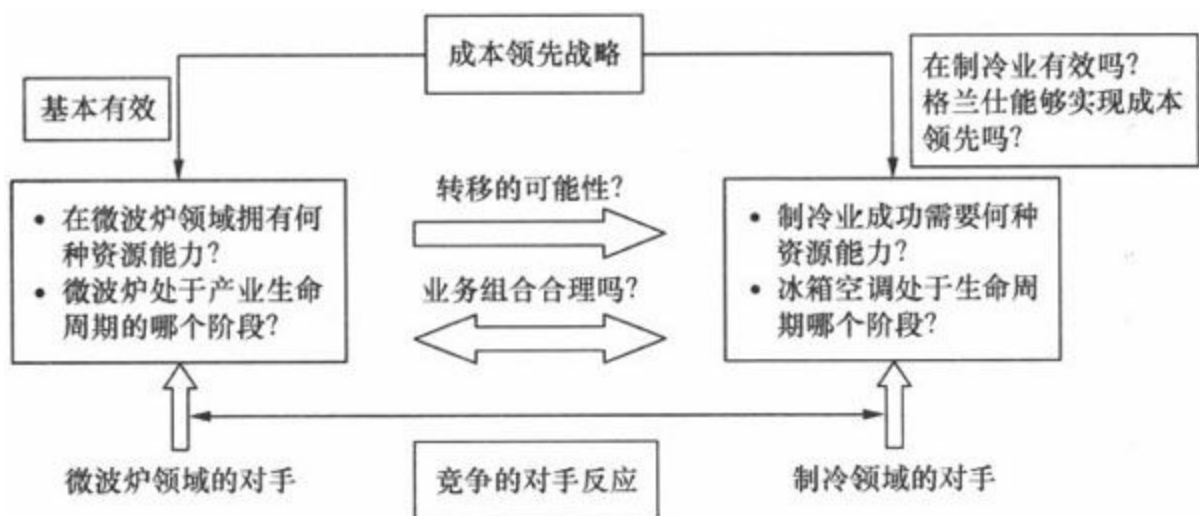 成本领先战略
基本有效
在制冷业有效吗?
格兰仕能够实现成本
领先吗?
• 在微波炉领域拥有何
种资源能力?
• 微波炉处于产业生命
周期的哪个阶段?
转移的可能性?
业务组合合理吗?
• 制冷业成功需要何种
资源能力?
• 冰箱空调处于生命周
期哪个阶段?
微波炉领域的对手
竞争的对手反应
制冷领域的对手